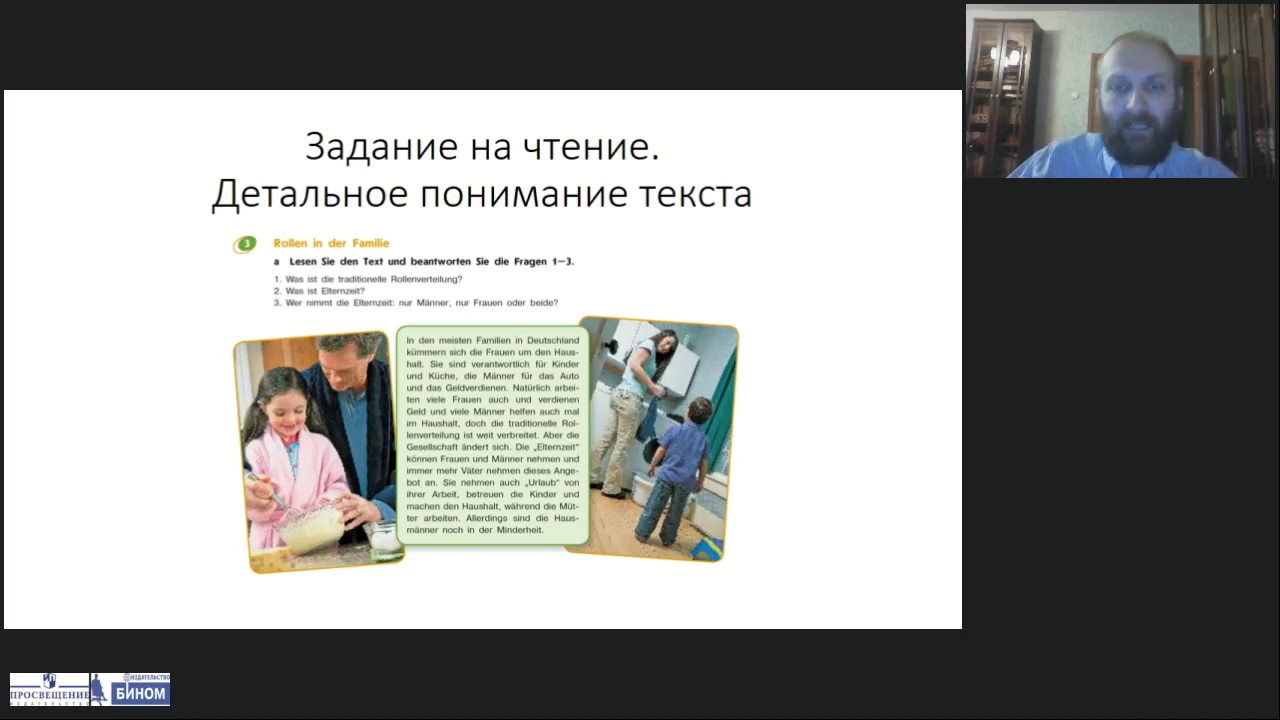 Задание на чтение.
Детальное понимание текста
3 Rollen in der Familie
a Lesen Sie den Text und beantworten Sie die Fragen 1—3.
1. Was ist die traditionelle Rollenverteilung?
2. Was ist Elternzeit?
3. Wer nimmt die Elternzeit: nur Männer, nur Frauen oder beide?
In den meisten Familien in Deutschland
kümmern sich die Frauen um den Haus-
halt. Sie sind verantwortlich für Kinder
und Küche, die Männer für das Auto
und das Geldverdienen. Natürlich arbei-
ten viele Frauen auch und verdienen
Geld und viele Männer helfen auch mal
im Haushalt, doch die traditionelle Rol-
lenverteilung ist weit verbreitet. Aber die
Gesellschaft ändert sich. Die „Elternzeit“
können Frauen und Männer nehmen und
immer mehr Väter nehmen dieses Ange-
bot an. Sie nehmen auch „Urlaub“ von
ihrer Arbeit, betreuen die Kinder und
machen den Haushalt, während die Müt-
ter arbeiten. Allerdings sind die Haus-
männer noch in der Minderheit.
ПРОСВЕЩЕНИЕ
ИЗДАТЕЛЬСТВО
ИЗДАТЕЛЬСТВО
БИНОМ